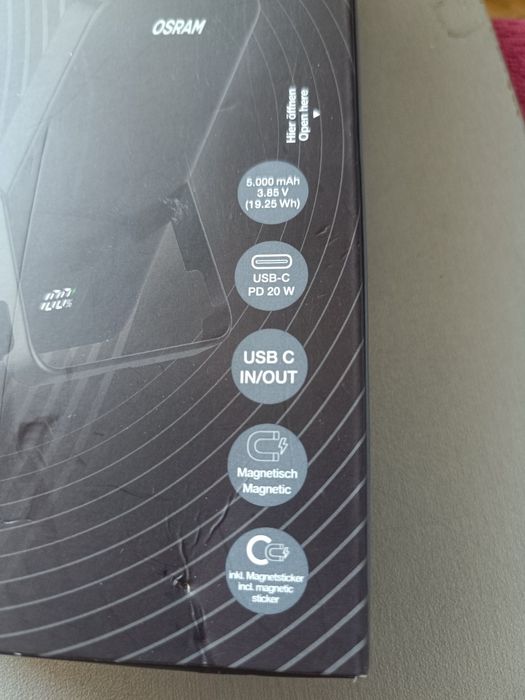 OSRAM
Hier öffnen
Open here
5.000 mAh
3.85 V
(19.25 Wh)
USB-C
PD 20 W
USB C
IN/OUT
Magnetisch
Magnetic
inkl. Magnetsticker
incl. magnetic
sticker